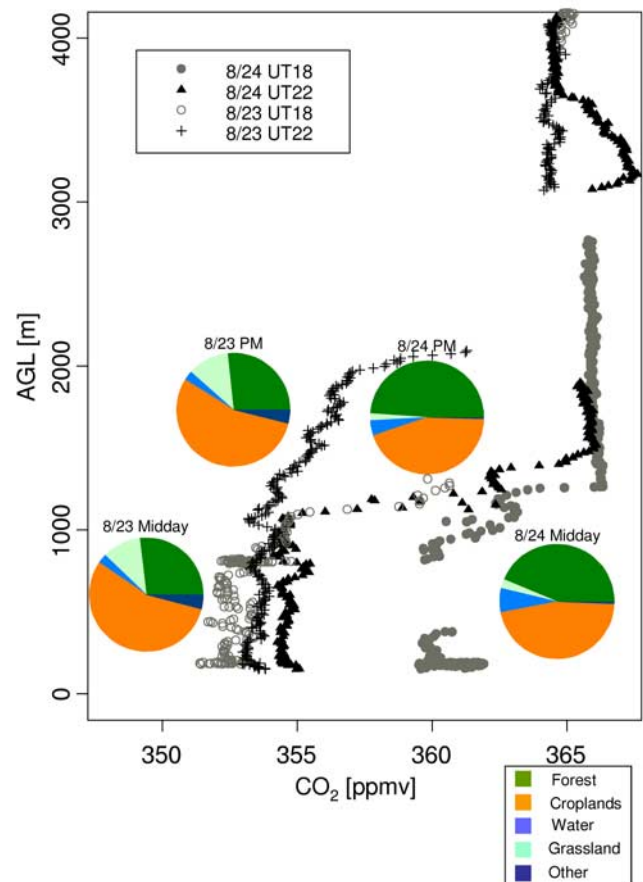 8/24 UT18
8/24 UT22
8/23 UT18
8/23 UT22
4000
3000
2000
1000
0
AGL [m]
8/23 PM
8/24 PM
8/23 Midday
8/24 Midday
350
355
360
365
CO₂ [ppmv]
Forest
Croplands
Water
Grassland
Other